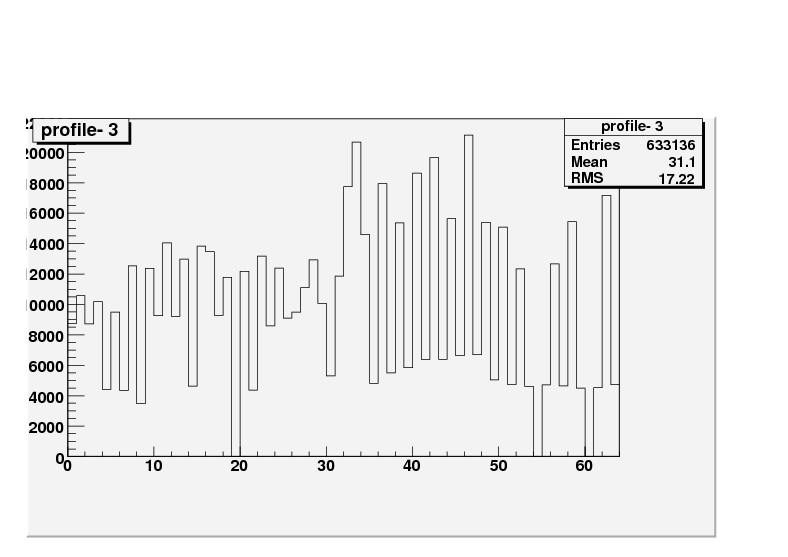 profile- 3
profile- 3
Entries 633136
Mean 31.1
RMS 17.22
20000
8000
6000
4000
2000
0
0 10 20 30 40 50 60